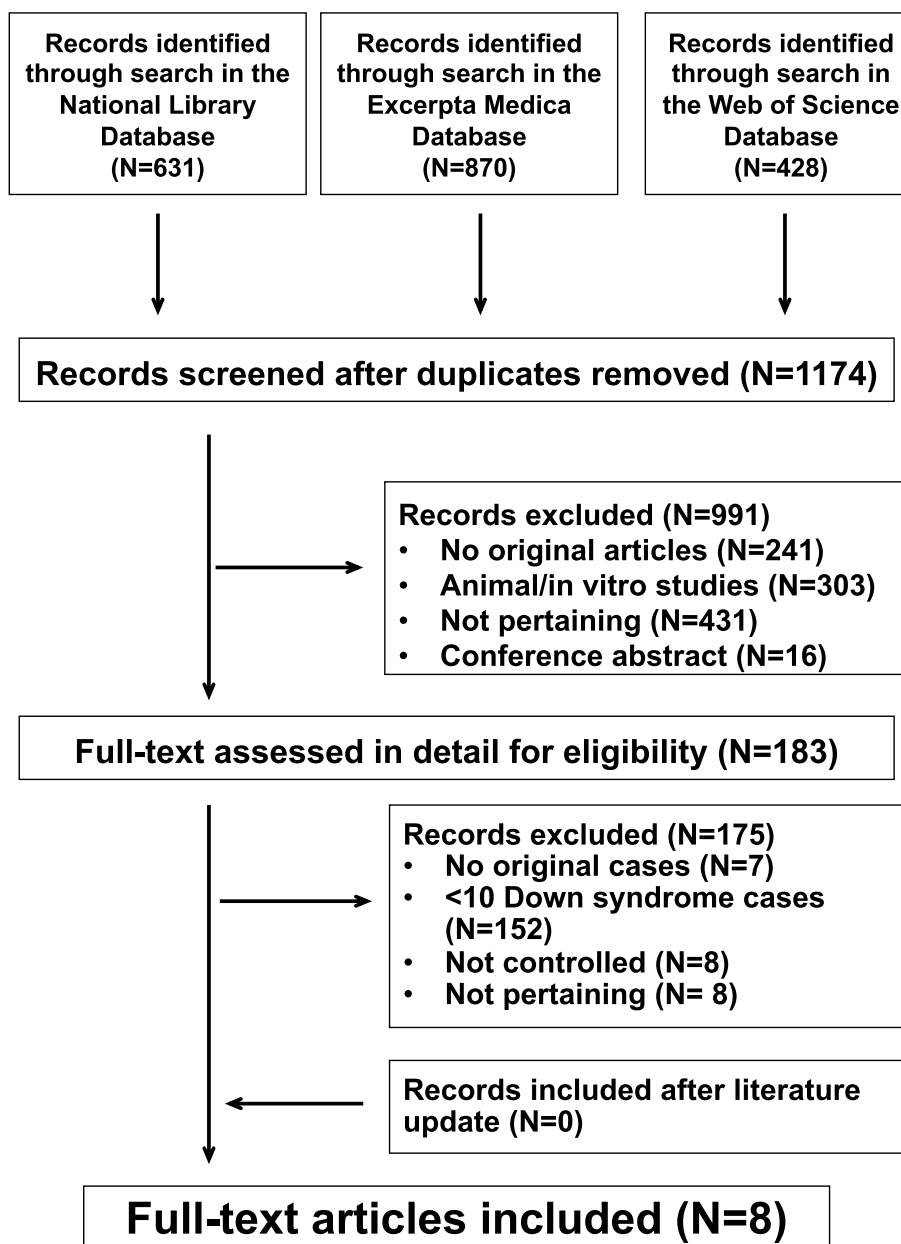 Records identified
through search in the
National Library
Database
(N=631)
Records identified
through search in the
Excerpta Medica
Database
(N=870)
Records identified
through search in
the Web of Science
Database
(N=428)
Records screened after duplicates removed (N=1174)
Records excluded (N=991)
• No original articles (N=241)
• Animal/in vitro studies (N=303)
• Not pertaining (N=431)
• Conference abstract (N=16)
Full-text assessed in detail for eligibility (N=183)
Records excluded (N=175)
• No original cases (N=7)
• <10 Down syndrome cases
(N=152)
• Not controlled (N=8)
• Not pertaining (N= 8)
Records included after literature
update (N=0)
Full-text articles included (N=8)